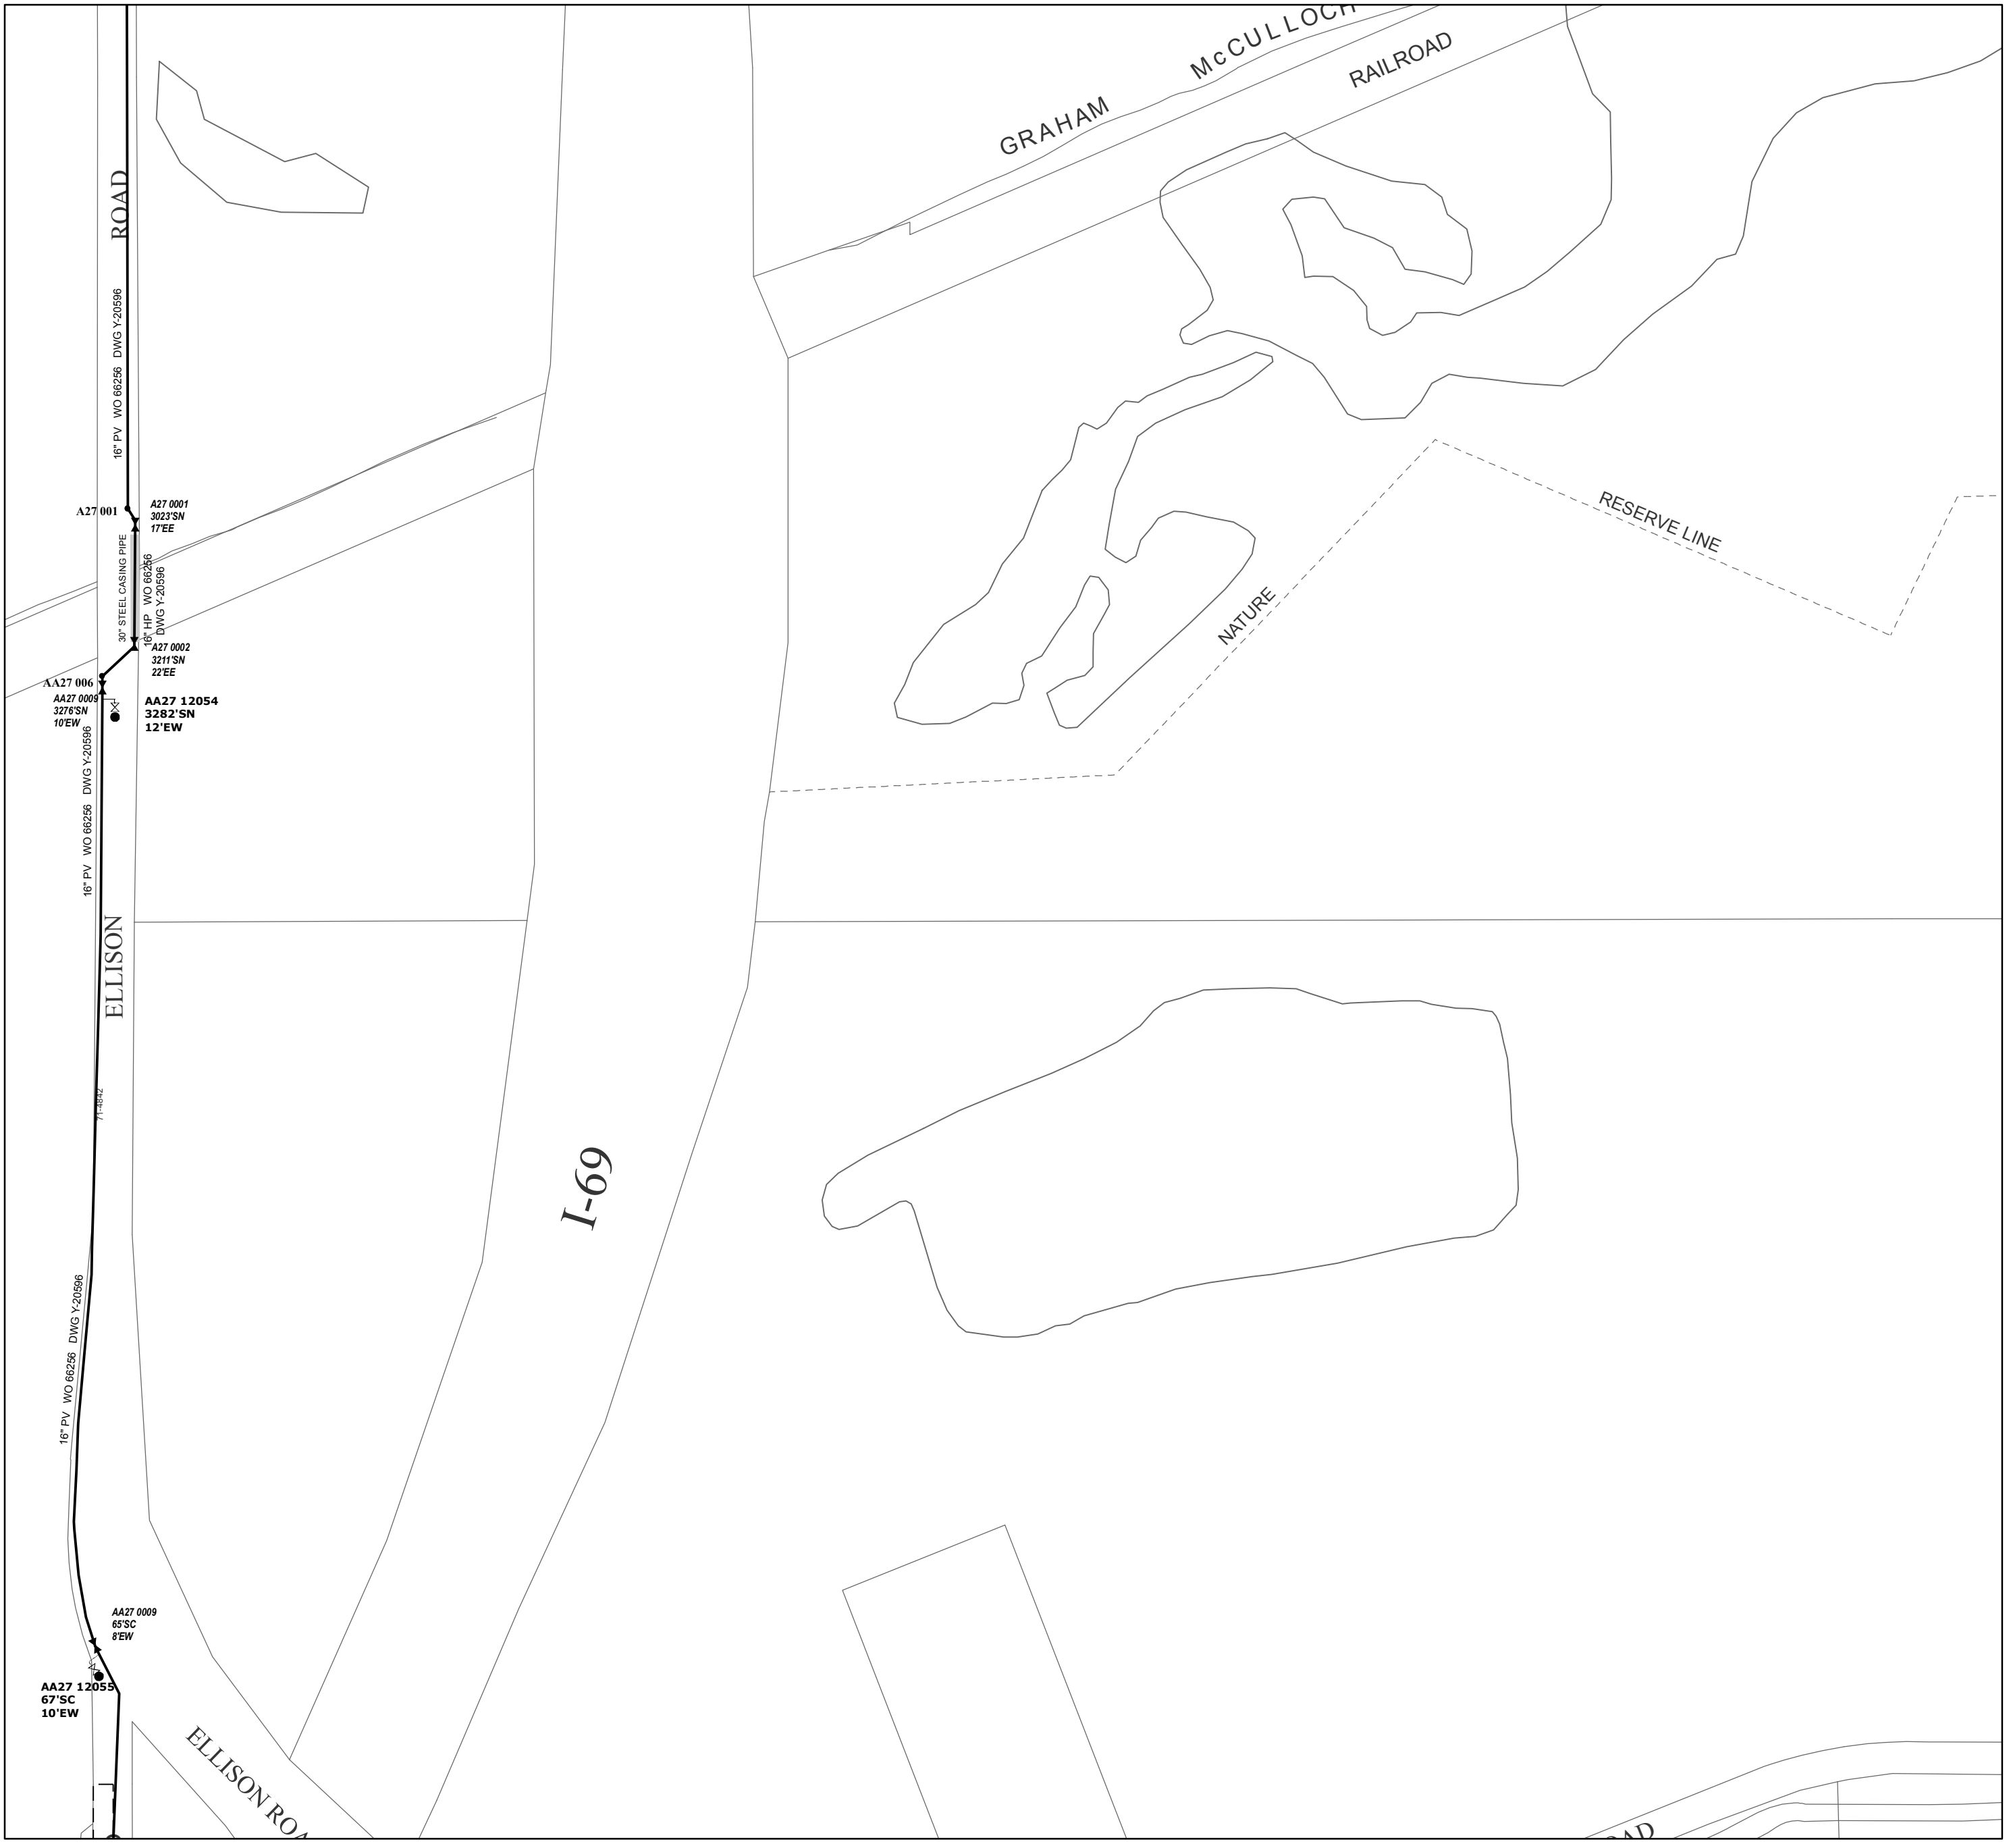 GRAHAM McCULLOCH
RAILROAD
ROAD
16" PV WO 66256 DWG Y-20596
A27 001
A27 0001
3023'SN
17'EE
30" STEEL CASING PIPE
16" HP WO 66256
DWG Y-20596
A27 0002
3211'SN
22'EE
AA27 006
AA27 0009
3276'SN
10'EW
AA27 12054
3282'SN
12'EW
16" PV WO 66256 DWG Y-20596
NATURE
RESERVE LINE
ELLISON
71-4842
I-69
16" PV WO 66256 DWG Y-20596
AA27 0009
65'SC
8'EW
AA27 12055
67'SC
10'EW
ELLISON ROA
OAD